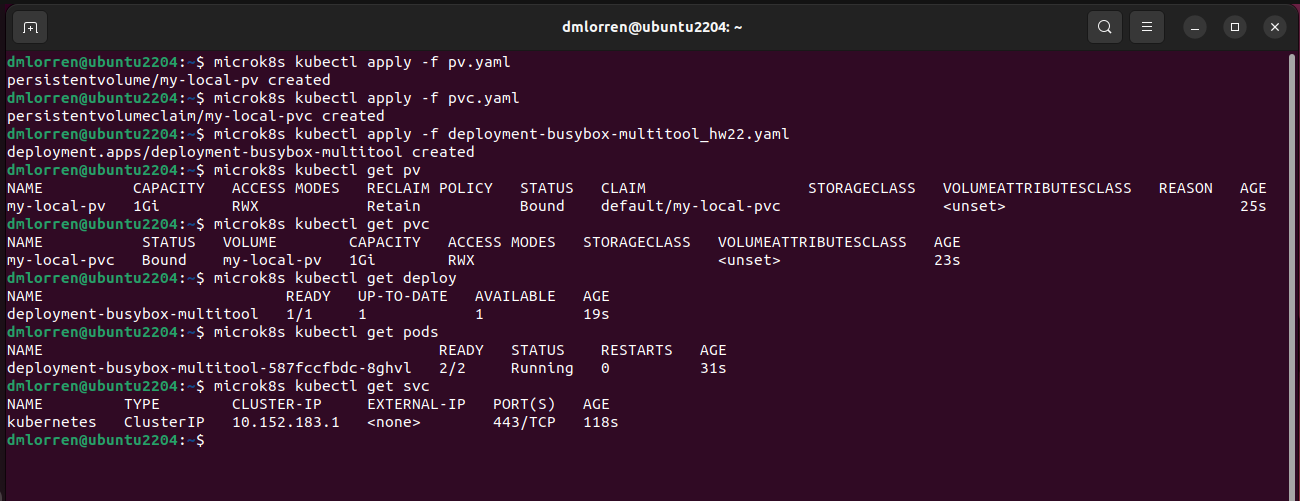 dmlorren@ubuntu2204: ~
dmlorren@ubuntu2204:~$ microk8s kubectl apply -f pv.yaml
persistentvolume/my-local-pv created
dmlorren@ubuntu2204:~$ microk8s kubectl apply -f pvc.yaml
persistentvolumeclaim/my-local-pvc created
dmlorren@ubuntu2204:~$ microk8s kubectl apply -f deployment-busybox-multitool_hw22.yaml
deployment.apps/deployment-busybox-multitool created
dmlorren@ubuntu2204:~$ microk8s kubectl get pv
NAME          CAPACITY   ACCESS MODES   RECLAIM POLICY   STATUS   CLAIM                  STORAGECLASS   VOLUMEATTRIBUTESCLASS   REASON   AGE
my-local-pv   1Gi        RWX            Retain           Bound    default/my-local-pvc                  <unset>                          25s
dmlorren@ubuntu2204:~$ microk8s kubectl get pvc
NAME           STATUS   VOLUME        CAPACITY   ACCESS MODES   STORAGECLASS   VOLUMEATTRIBUTESCLASS   AGE
my-local-pvc   Bound    my-local-pv   1Gi        RWX                           <unset>                 23s
dmlorren@ubuntu2204:~$ microk8s kubectl get deploy
NAME                           READY   UP-TO-DATE   AVAILABLE   AGE
deployment-busybox-multitool   1/1     1            1           19s
dmlorren@ubuntu2204:~$ microk8s kubectl get pods
NAME                                            READY   STATUS    RESTARTS   AGE
deployment-busybox-multitool-587fccfbdc-8ghvl   2/2     Running   0          31s
dmlorren@ubuntu2204:~$ microk8s kubectl get svc
NAME         TYPE        CLUSTER-IP     EXTERNAL-IP   PORT(S)   AGE
kubernetes   ClusterIP   10.152.183.1   <none>        443/TCP   118s
dmlorren@ubuntu2204:~$